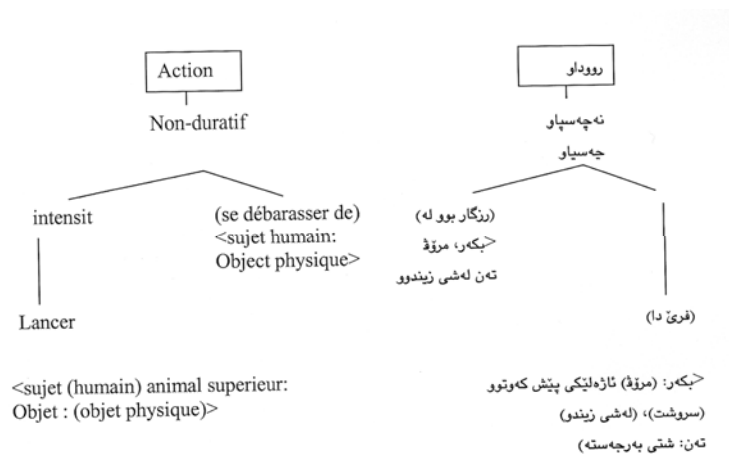 Action
Non-duratif
intensit
(se débarasser de)
<sujet humain:
Object physique>
Lancer
<sujet (humain) animal superieur:
Objet : (objet physique)>
رووداو
نەچەسپاو
جەسیاو
(رزگار بوو لە)
<بکەر، مرۆڤ
تەن لەشی زیندوو
(فرێ دا)
<بکەر: (مرۆڤ) ئاژەلێکی پێش کەوتوو
(سروشت)، (لەشی زیندو)
تەن: شتی بەرجەستە)